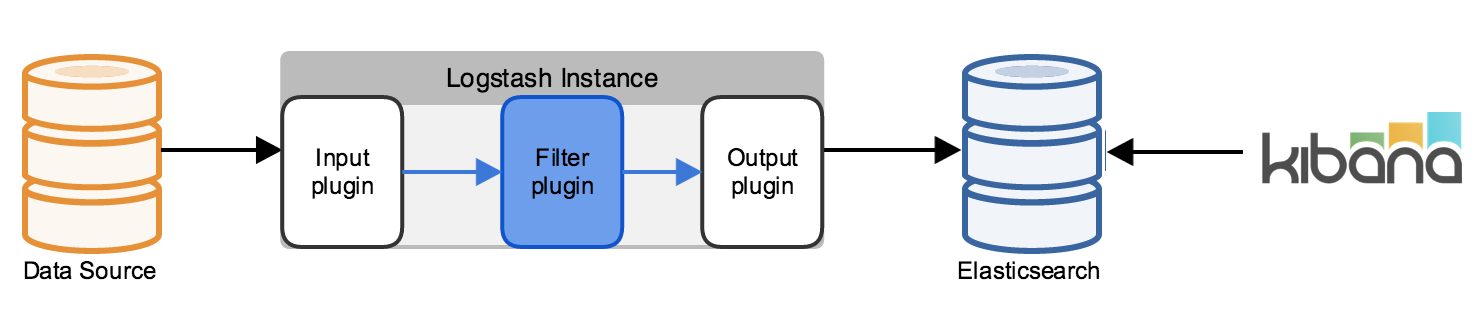 Logstash Instance
Input
plugin
Filter
plugin
Output
plugin
kibana
Data Source
Elasticsearch